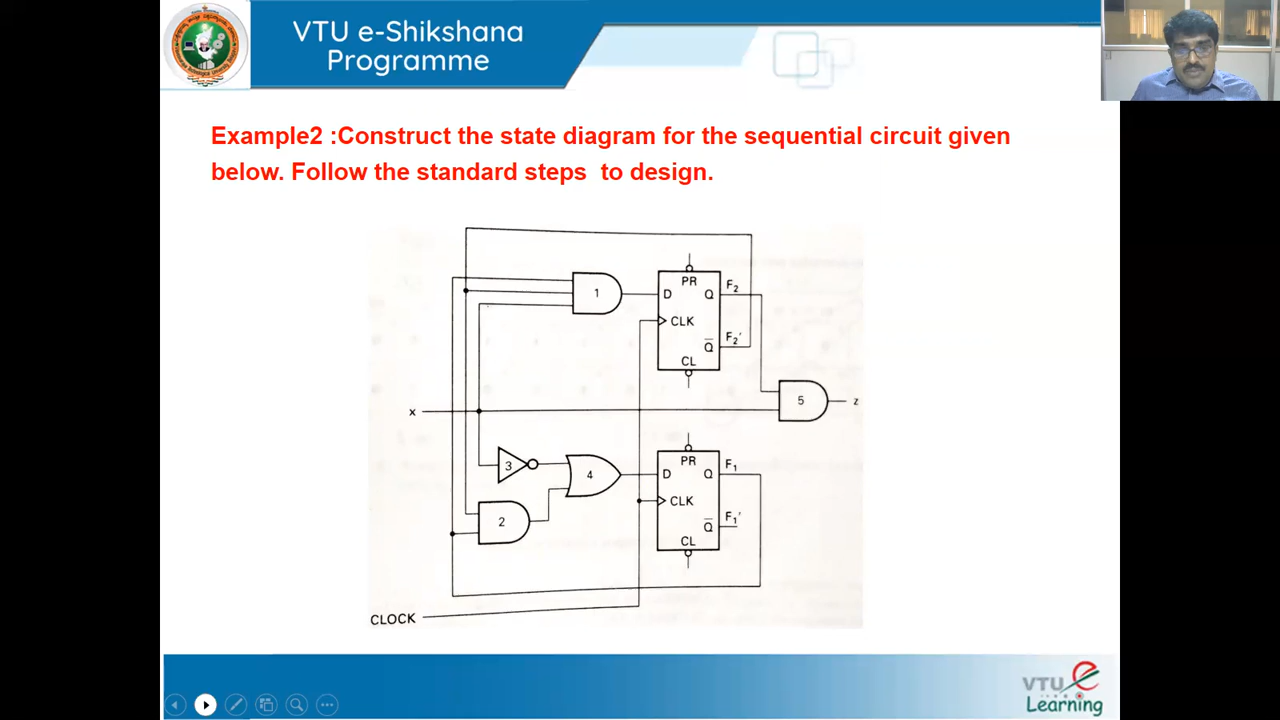 VTU e-Shikshana
Programme
Example2 :Construct the state diagram for the sequential circuit given
below. Follow the standard steps to design.
PR
F2
1
D
Q
CLK
F2'
Q̅
CL
5
z
x
PR
F1
3
4
D
Q
CLK
2
F1'
Q̅
CL
CLOCK
VTU e
Learning